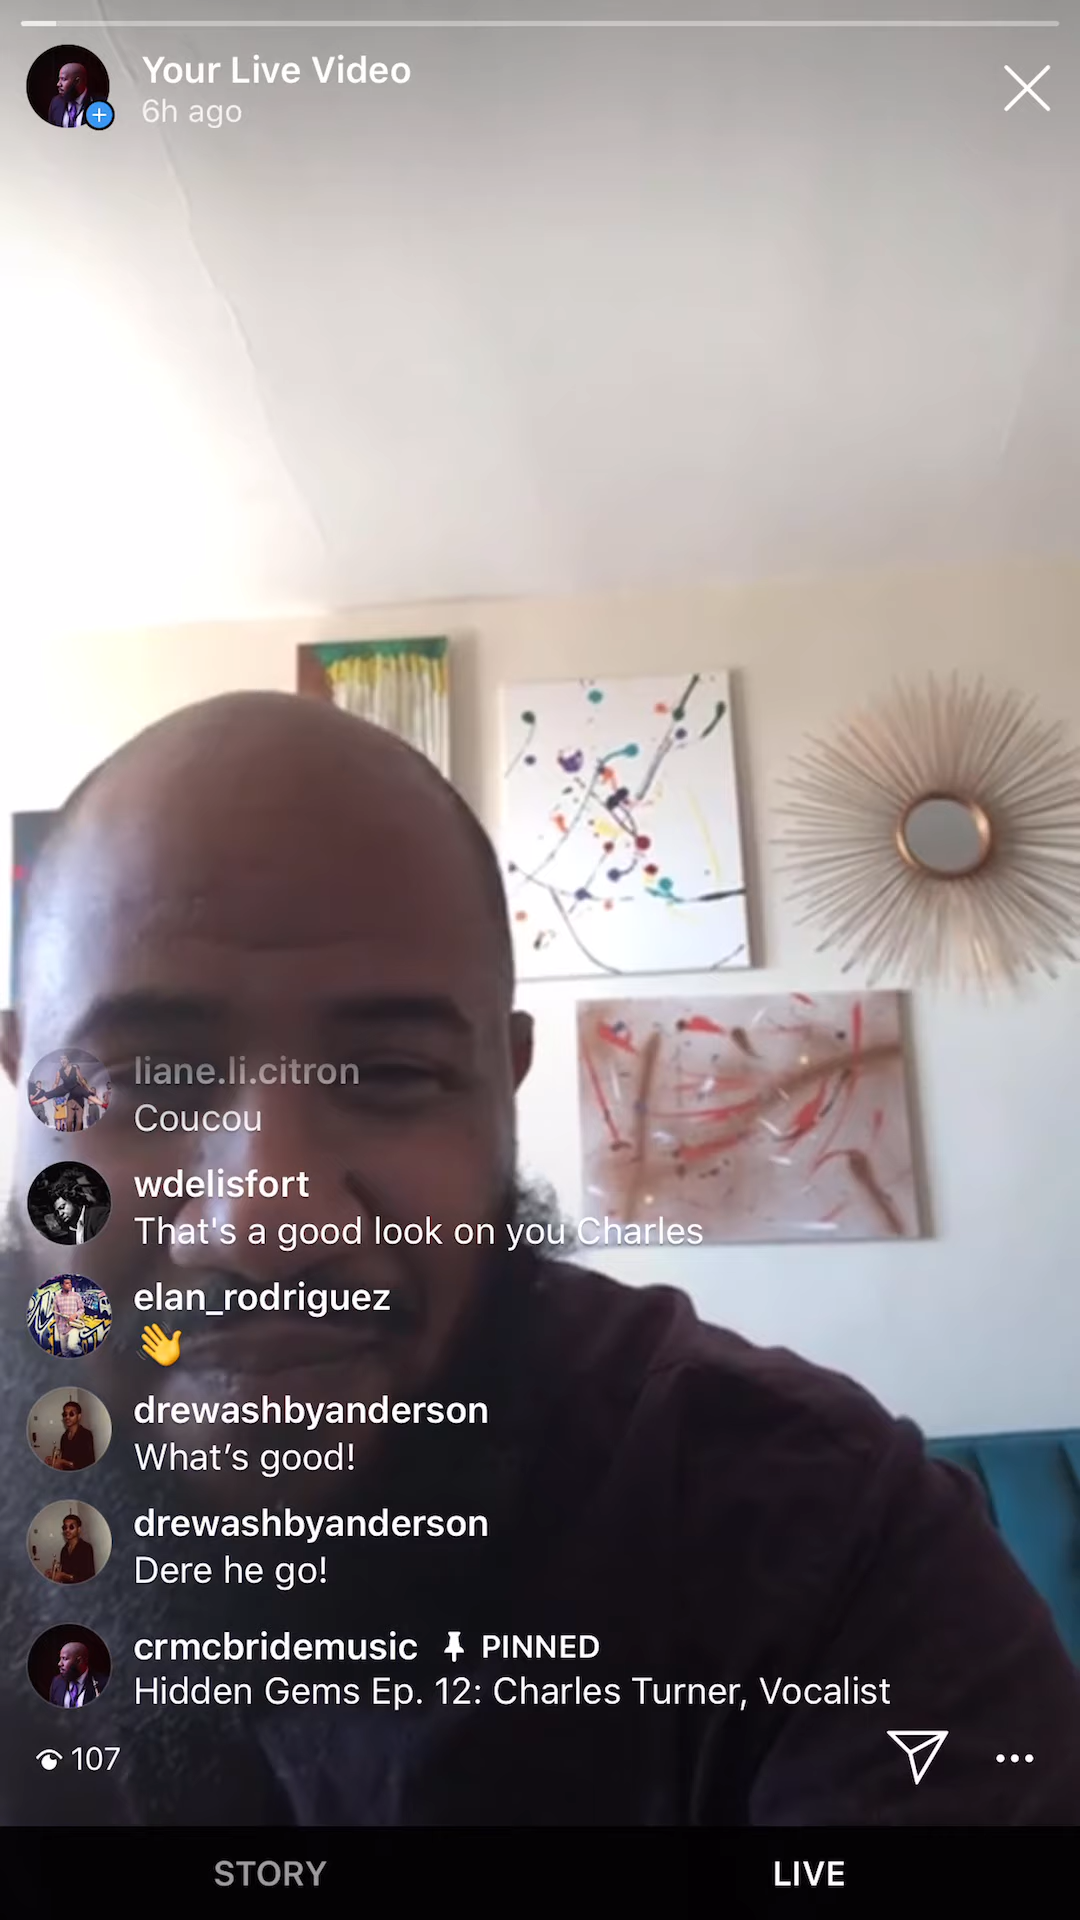 Your Live Video
6h ago
liane.li.citron
Coucou
wdelisfort
That's a good look on you Charles
elan_rodriguez
👋
drewashbyanderson
What’s good!
drewashbyanderson
Dere he go!
crmcbridemusic PINNED
Hidden Gems Ep. 12: Charles Turner, Vocalist
107
STORY LIVE